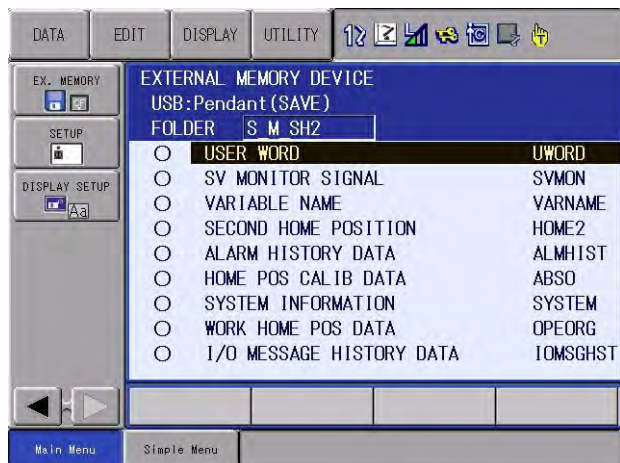 DATA EDIT DISPLAY UTILITY
EX. MEMORY
SETUP
DISPLAY SETUP
Aa
EXTERNAL MEMORY DEVICE
USB:Pendant(SAVE)
FOLDER S_M_SH2
USER WORD UWORD
SV MONITOR SIGNAL SVMON
VARIABLE NAME VARNAME
SECOND HOME POSITION HOME2
ALARM HISTORY DATA ALMHIST
HOME POS CALIB DATA ABSO
SYSTEM INFORMATION SYSTEM
WORK HOME POS DATA OPEORG
I/O MESSAGE HISTORY DATA IOMSGHST
Main Menu Simple Menu